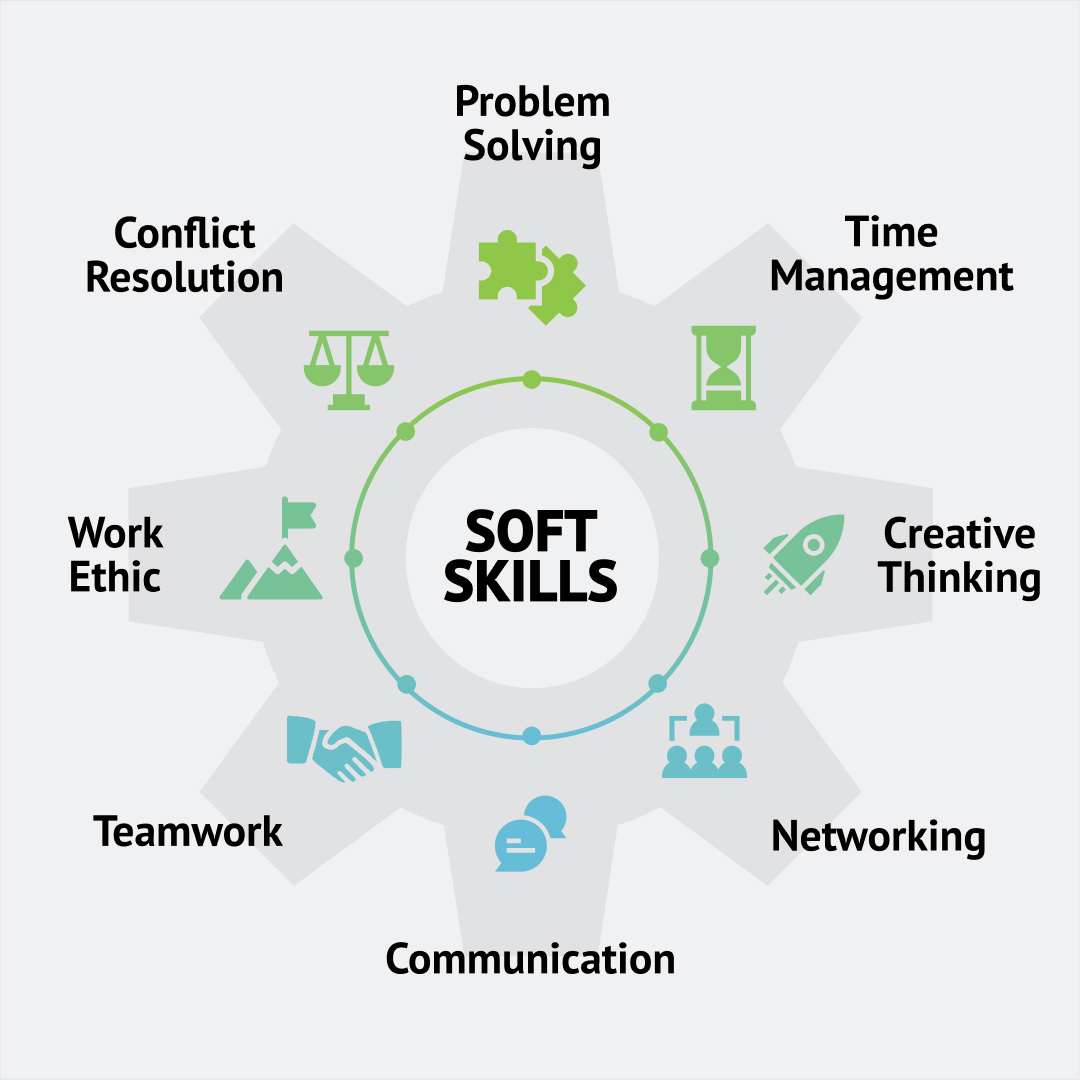 Problem
Solving
Conflict
Resolution
Time
Management
SOFT
SKILLS
Work
Ethic
Creative
Thinking
Teamwork
Networking
Communication